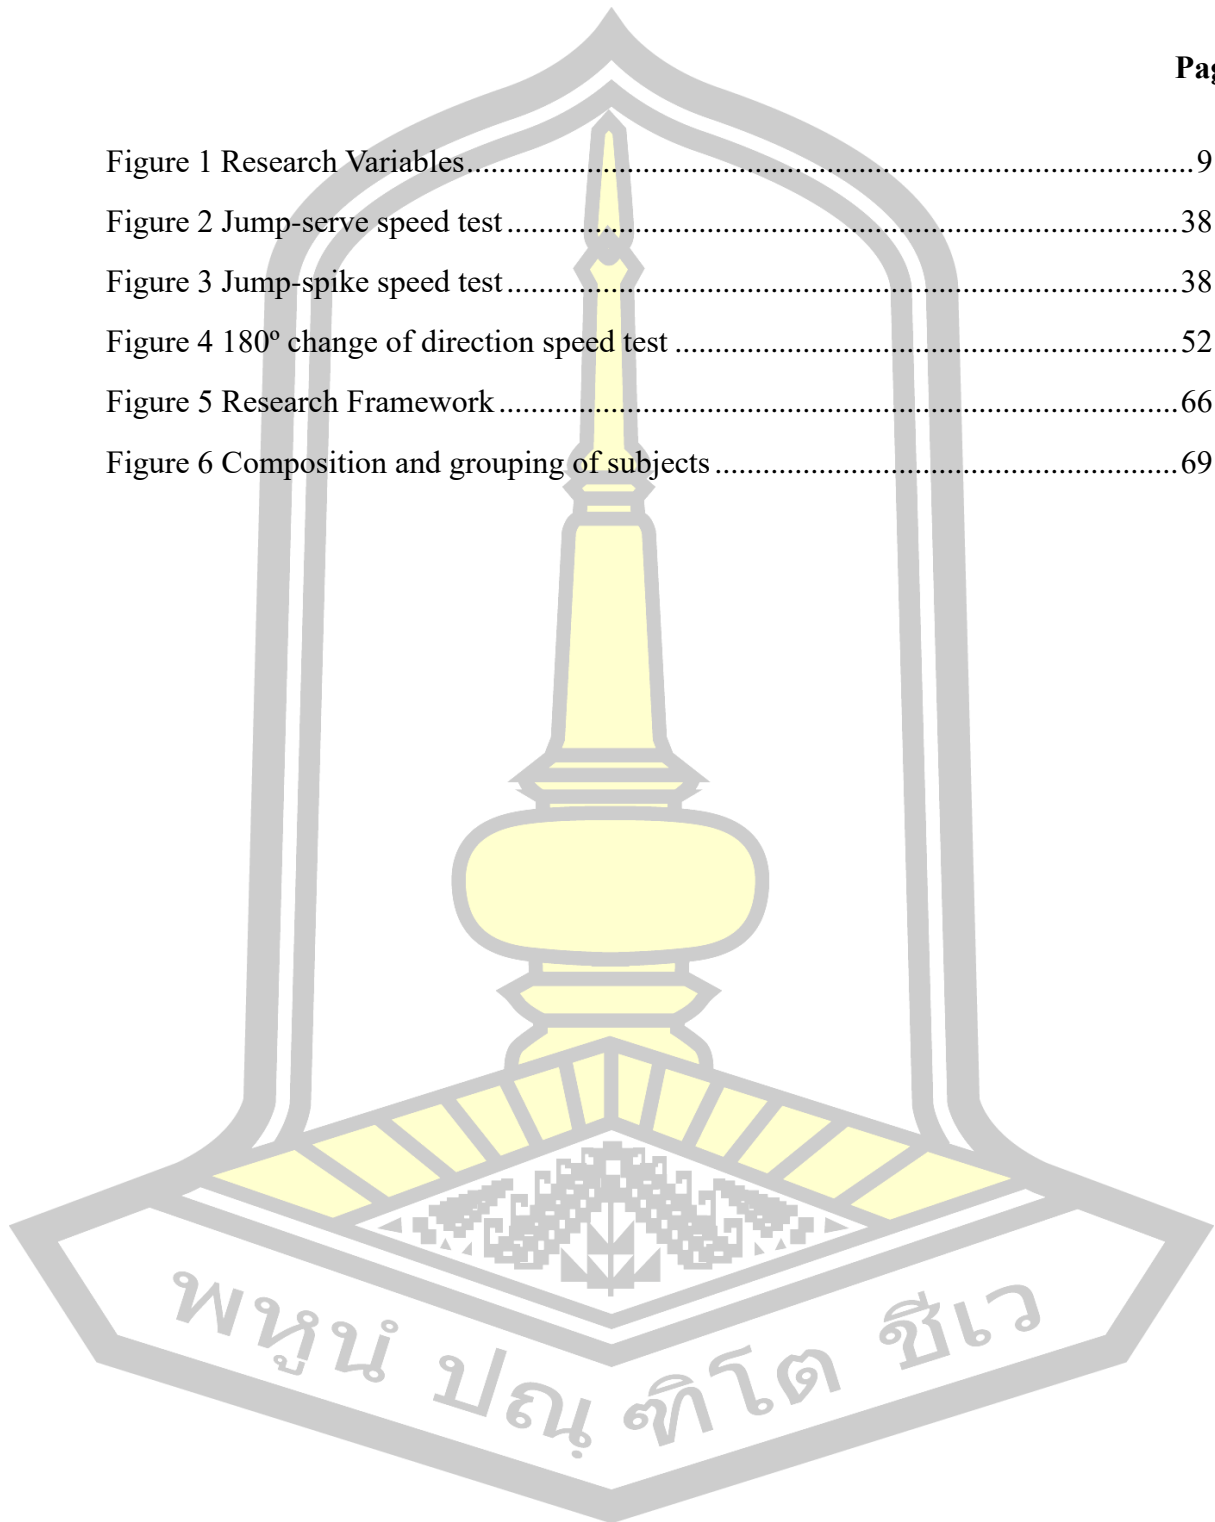 Pag
Figure 1 Research Variables........................................................................................9
Figure 2 Jump-serve speed test...................................................................................38
Figure 3 Jump-spike speed test...................................................................................38
Figure 4 180º change of direction speed test ..............................................................52
Figure 5 Research Framework....................................................................................66
Figure 6 Composition and grouping of subjects.........................................................69
พหูนํ ปณฺฑิโต ชีเว